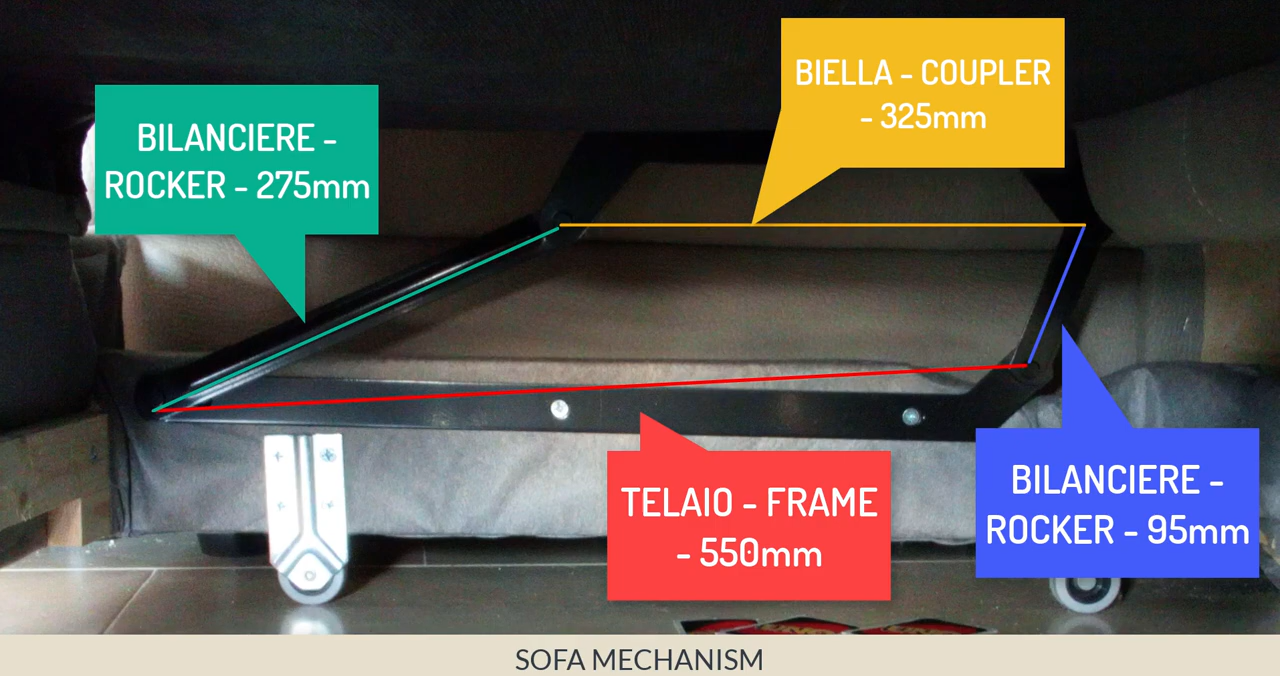 BIELLA - COUPLER
- 325mm
BILANCIERE -
ROCKER - 275mm
TELAIO - FRAME
- 550mm
BILANCIERE -
ROCKER - 95mm
SOFA MECHANISM